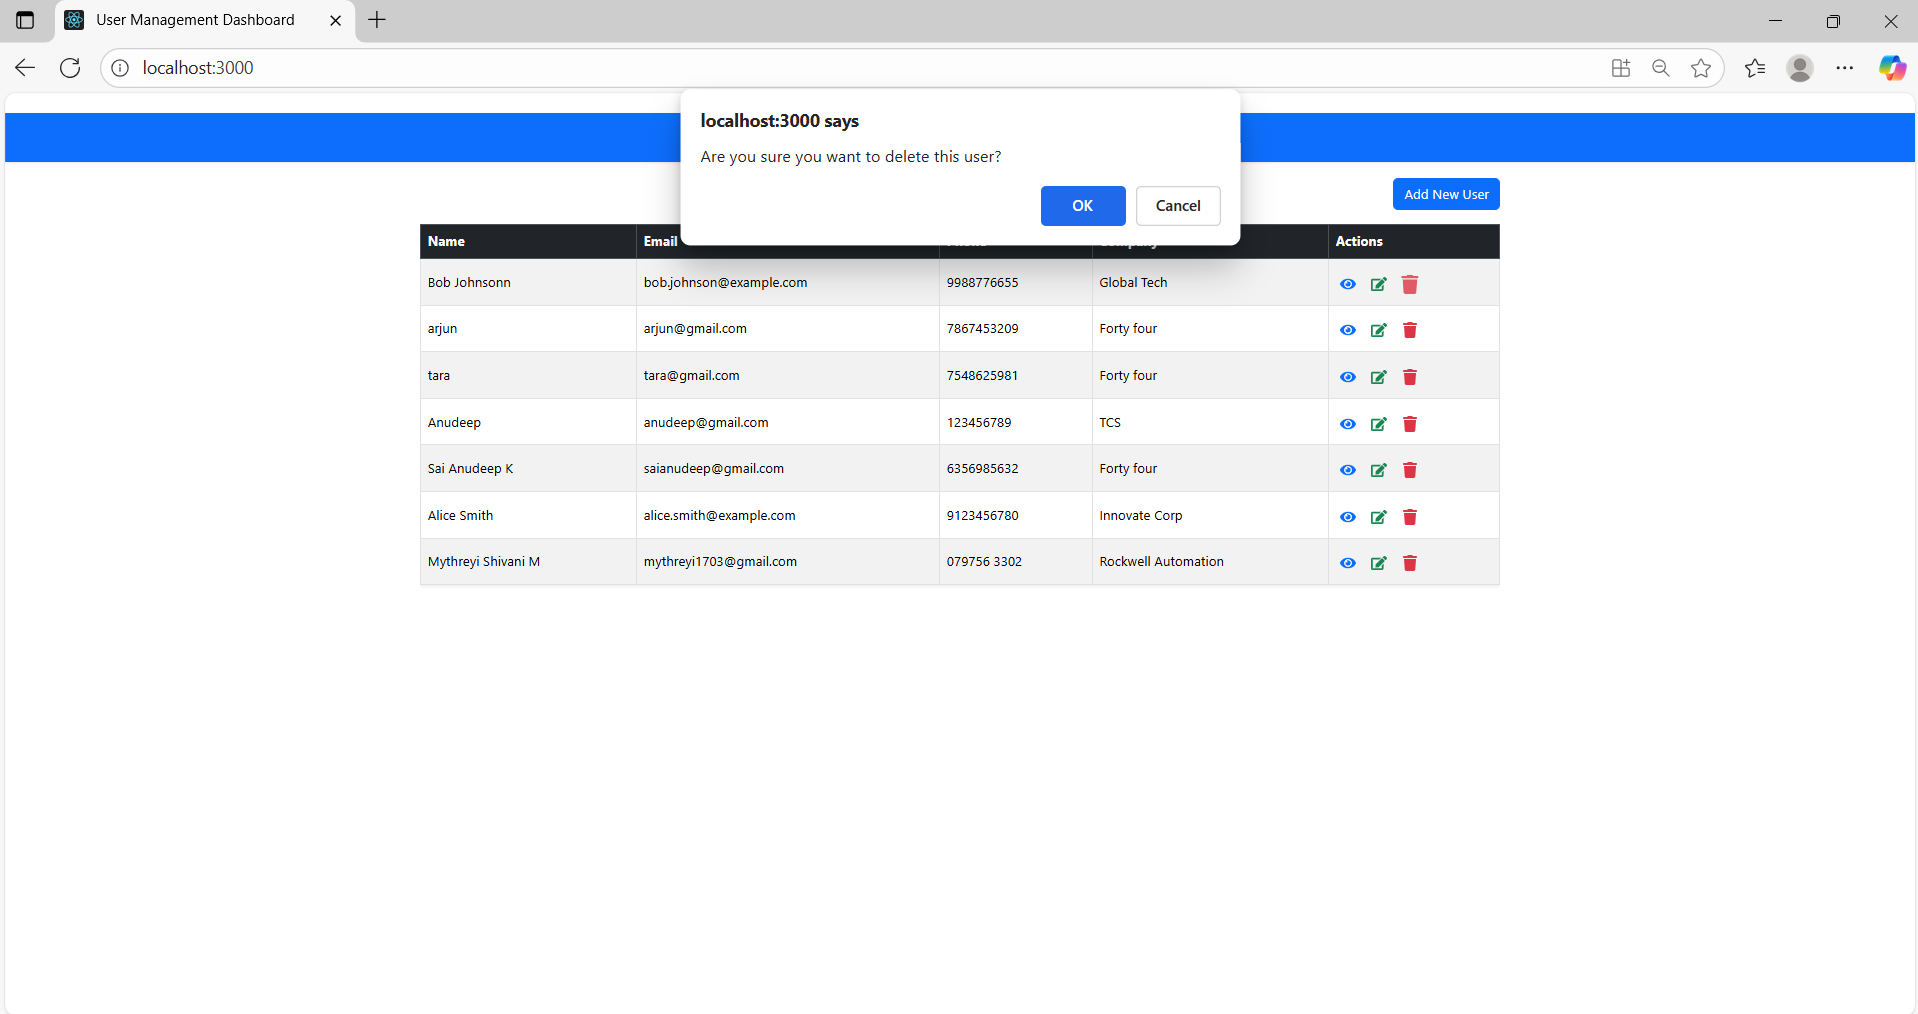 User Management Dashboard
localhost:3000
localhost:3000 says
Are you sure you want to delete this user?
OK Cancel
Add New User
Name Email Actions
Bob Johnsonn bob.johnson@example.com 9988776655 Global Tech
arjun arjun@gmail.com 7867453209 Forty four
tara tara@gmail.com 7548625981 Forty four
Anudeep anudeep@gmail.com 123456789 TCS
Sai Anudeep K saianudeep@gmail.com 6356985632 Forty four
Alice Smith alice.smith@example.com 9123456780 Innovate Corp
Mythreyi Shivani M mythreyi1703@gmail.com 079756 3302 Rockwell Automation